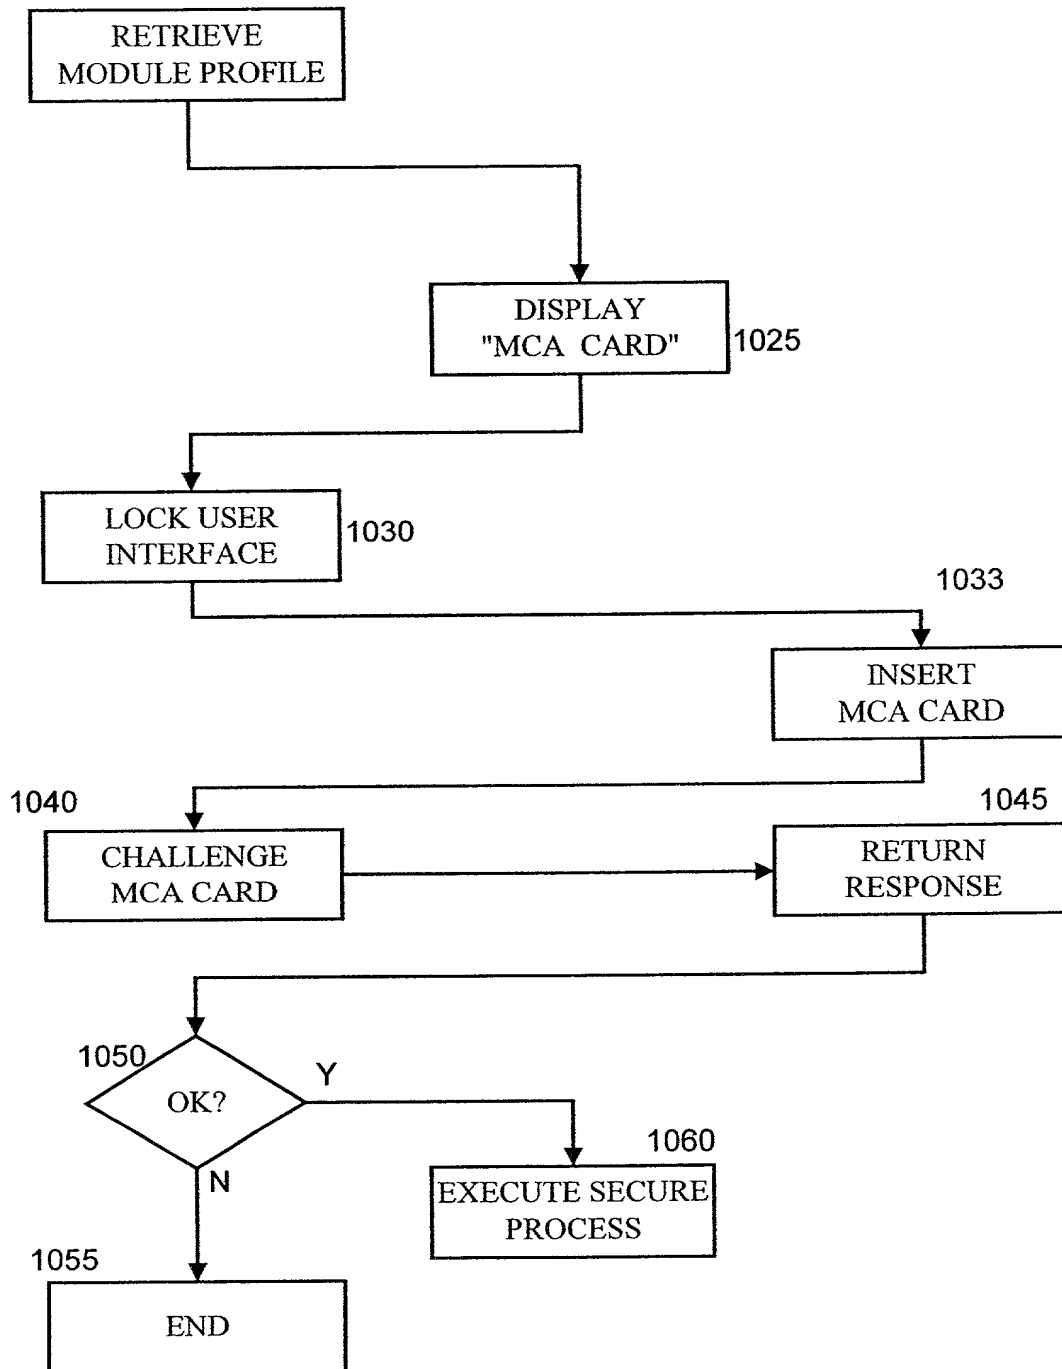 RETRIEVE
MODULE PROFILE
DISPLAY
"MCA CARD"
1025
LOCK USER
INTERFACE
1030
1033
INSERT
MCA CARD
1040
CHALLENGE
MCA CARD
1045
RETURN
RESPONSE
1050
OK?
Y
N
1060
EXECUTE SECURE
PROCESS
1055
END